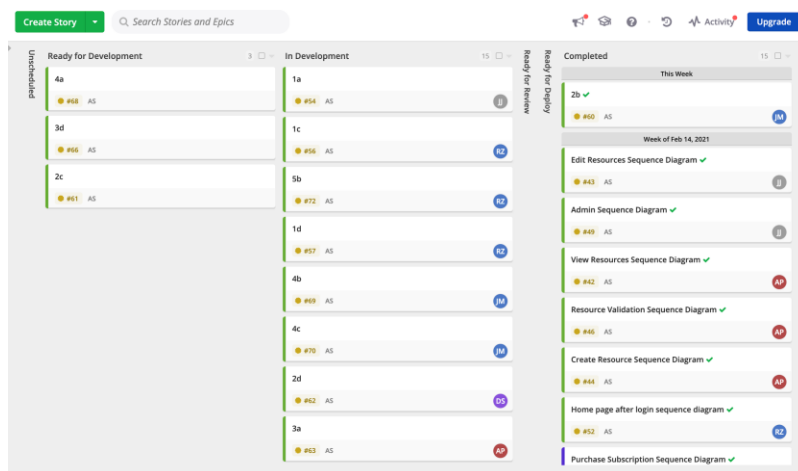 Create Story
Search Stories and Epics
Activity
Upgrade
Unscheduled
Ready for Development
3
4a
#68 AS
3d
#66 AS
2c
#61 AS
In Development
15
1a
#54 AS
JJ
1c
#56 AS
RZ
5b
#72 AS
RZ
1d
#57 AS
RZ
4b
#69 AS
JM
4c
#70 AS
JM
2d
#62 AS
DS
3a
#63 AS
AP
Ready for Review
Ready for Deploy
Completed
15
This Week
2b
#60 AS
JM
Week of Feb 14, 2021
Edit Resources Sequence Diagram
#43 AS
JJ
Admin Sequence Diagram
#49 AS
JJ
View Resources Sequence Diagram
#42 AS
AP
Resource Validation Sequence Diagram
#46 AS
AP
Create Resource Sequence Diagram
#44 AS
AP
Home page after login sequence diagram
#52 AS
RZ
Purchase Subscription Sequence Diagram